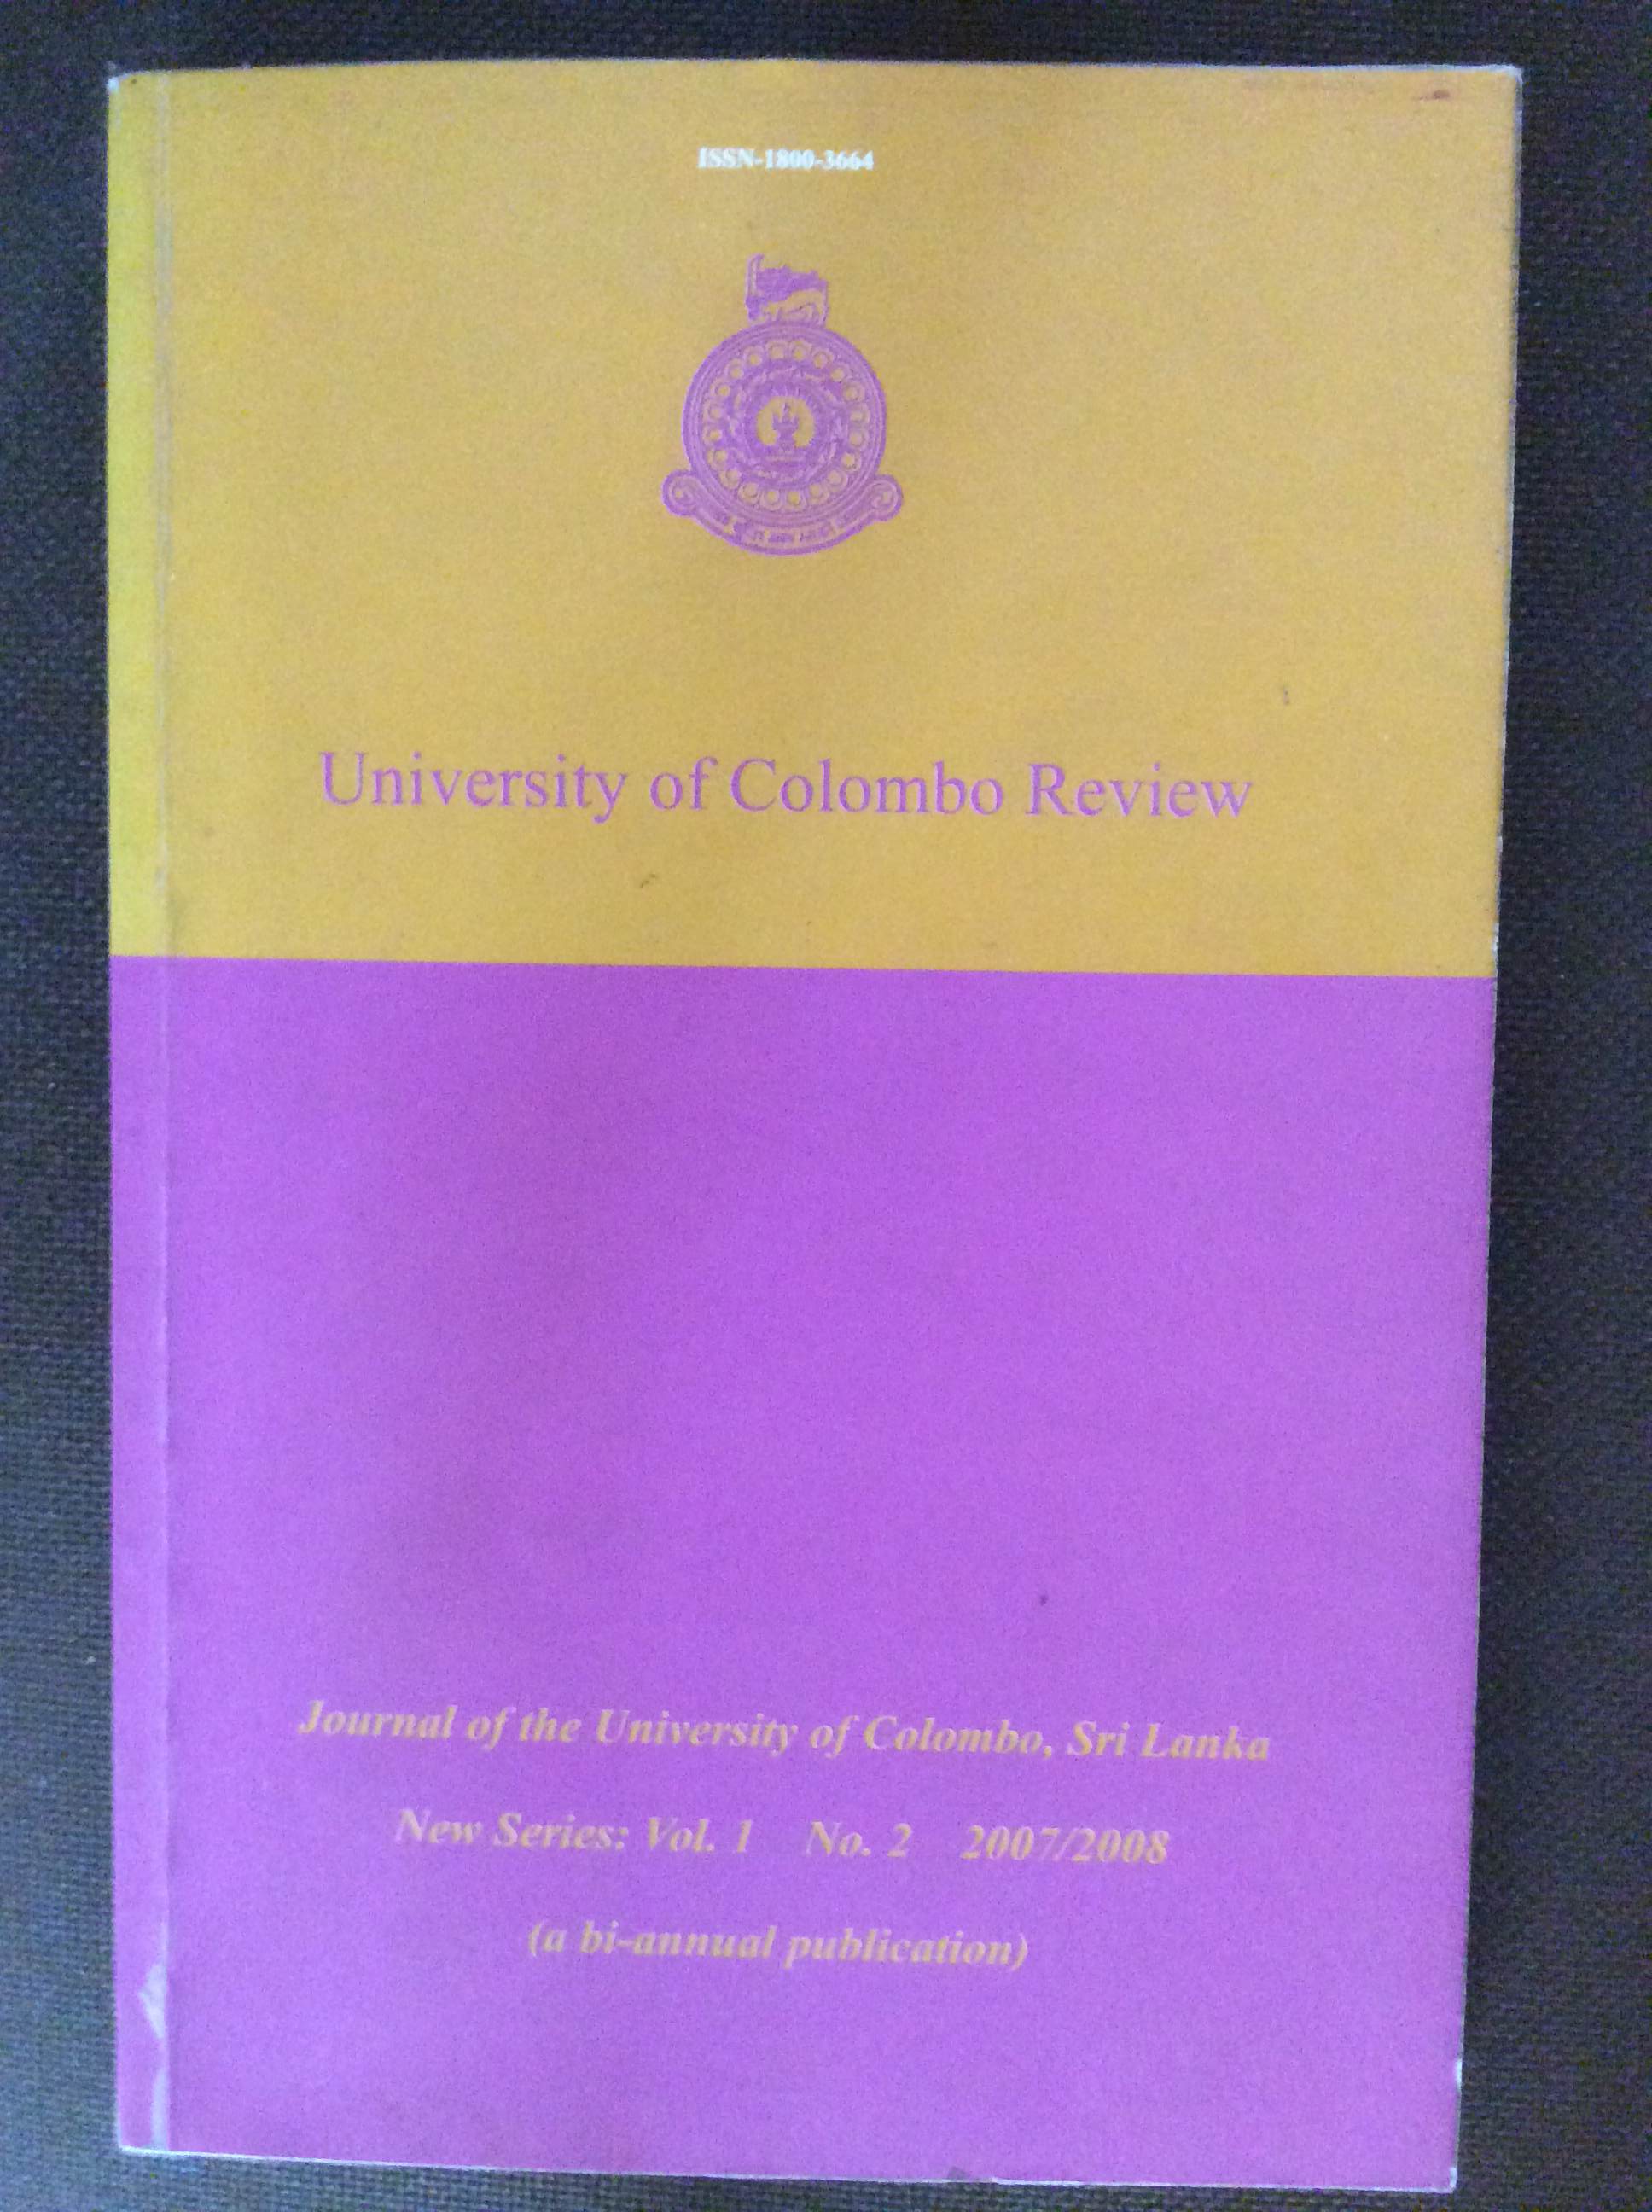 ISSN-1800-3664
University of Colombo Review
Journal of the University of Colombo, Sri Lanka
New Series: Vol. 1 No. 2 2007/2008
(a bi-annual publication)